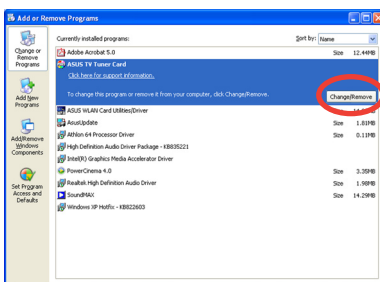 Add or Remove Programs
Change or
Remove
Programs
Add New
Programs
Add/Remove
Windows
Components
Set Program
Access and
Defaults
Currently installed programs:
Sort by: Name
Adobe Acrobat 5.0 Size 12.44MB
ASUS TV Tuner Card
Click here for support information.
To change this program or remove it from your computer, click Change/Remove.
Change/Remove
ASUS WLAN Card Utilities/Driver
AsusUpdate Size 1.81MB
Athlon 64 Processor Driver Size 0.11MB
High Definition Audio Driver Package - KB835221
Intel(R) Graphics Media Accelerator Driver
PowerCinema 4.0 Size 3.35MB
Realtek High Definition Audio Driver Size 1.98MB
SoundMAX Size 14.29MB
Windows XP Hotfix - KB822603